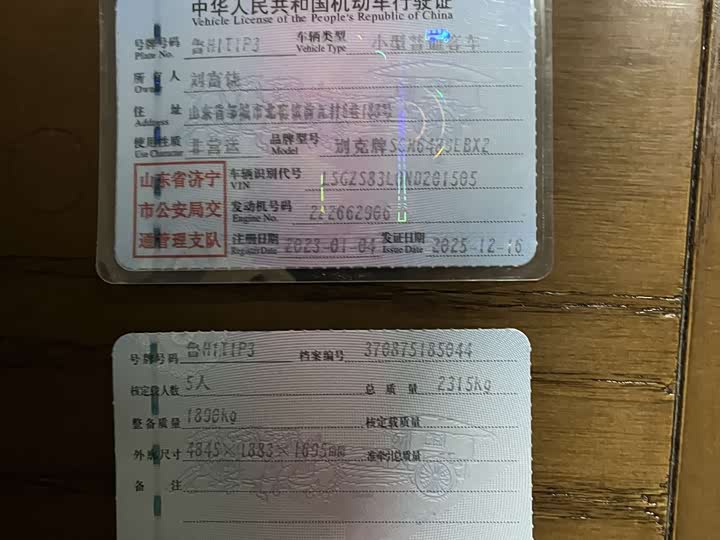 中华人民共和国机动车行驶证
Vehicle License of the People's Republic of China
号牌号码 鲁H1T1P3 车辆类型 小型普通客车
Plate No. Vehicle Type
所有人 刘富饶
Owner
住址 山东省邹城市北宿镇
Address
使用性质 非营运 品牌型号 别克牌
Use Character Model
山东省济宁
市公安局交
通管理支队
车辆识别代号
VIN
发动机号码 222662906
Engine No.
注册日期 2023-01-04 发证日期 2025-12-16
Register Date Issue Date
号牌号码 鲁H1T1P3 档案编号 370875185044
核定载人数 5人 总质量 2315kg
整备质量 1890kg 核定载质量
外廓尺寸 4845×1883×1695mm 准牵引总质量
备注